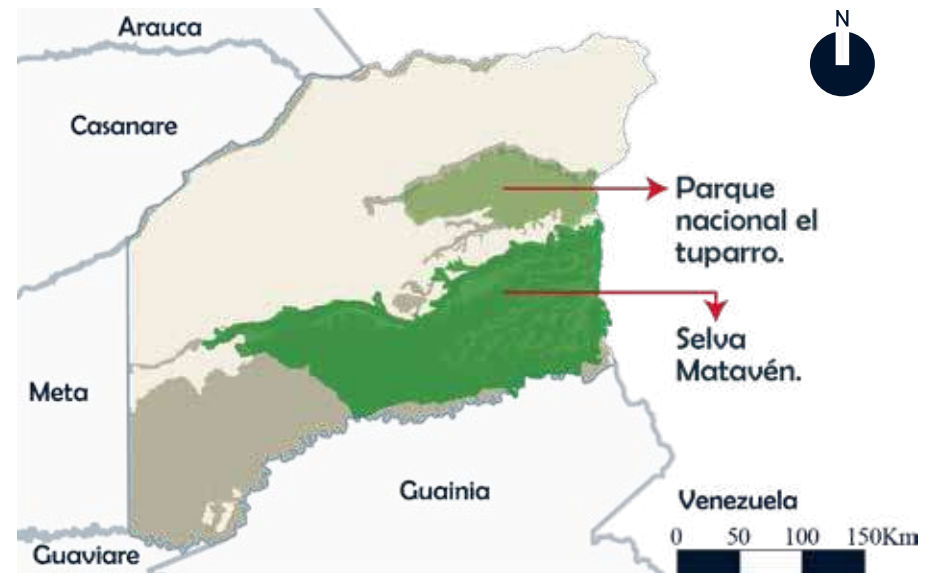 Arauca
N
Casanare
Parque
nacional el
tuparro.
Selva
Matavén.
Meta
Guainia
Venezuela
0 50 100 150Km
Guaviare